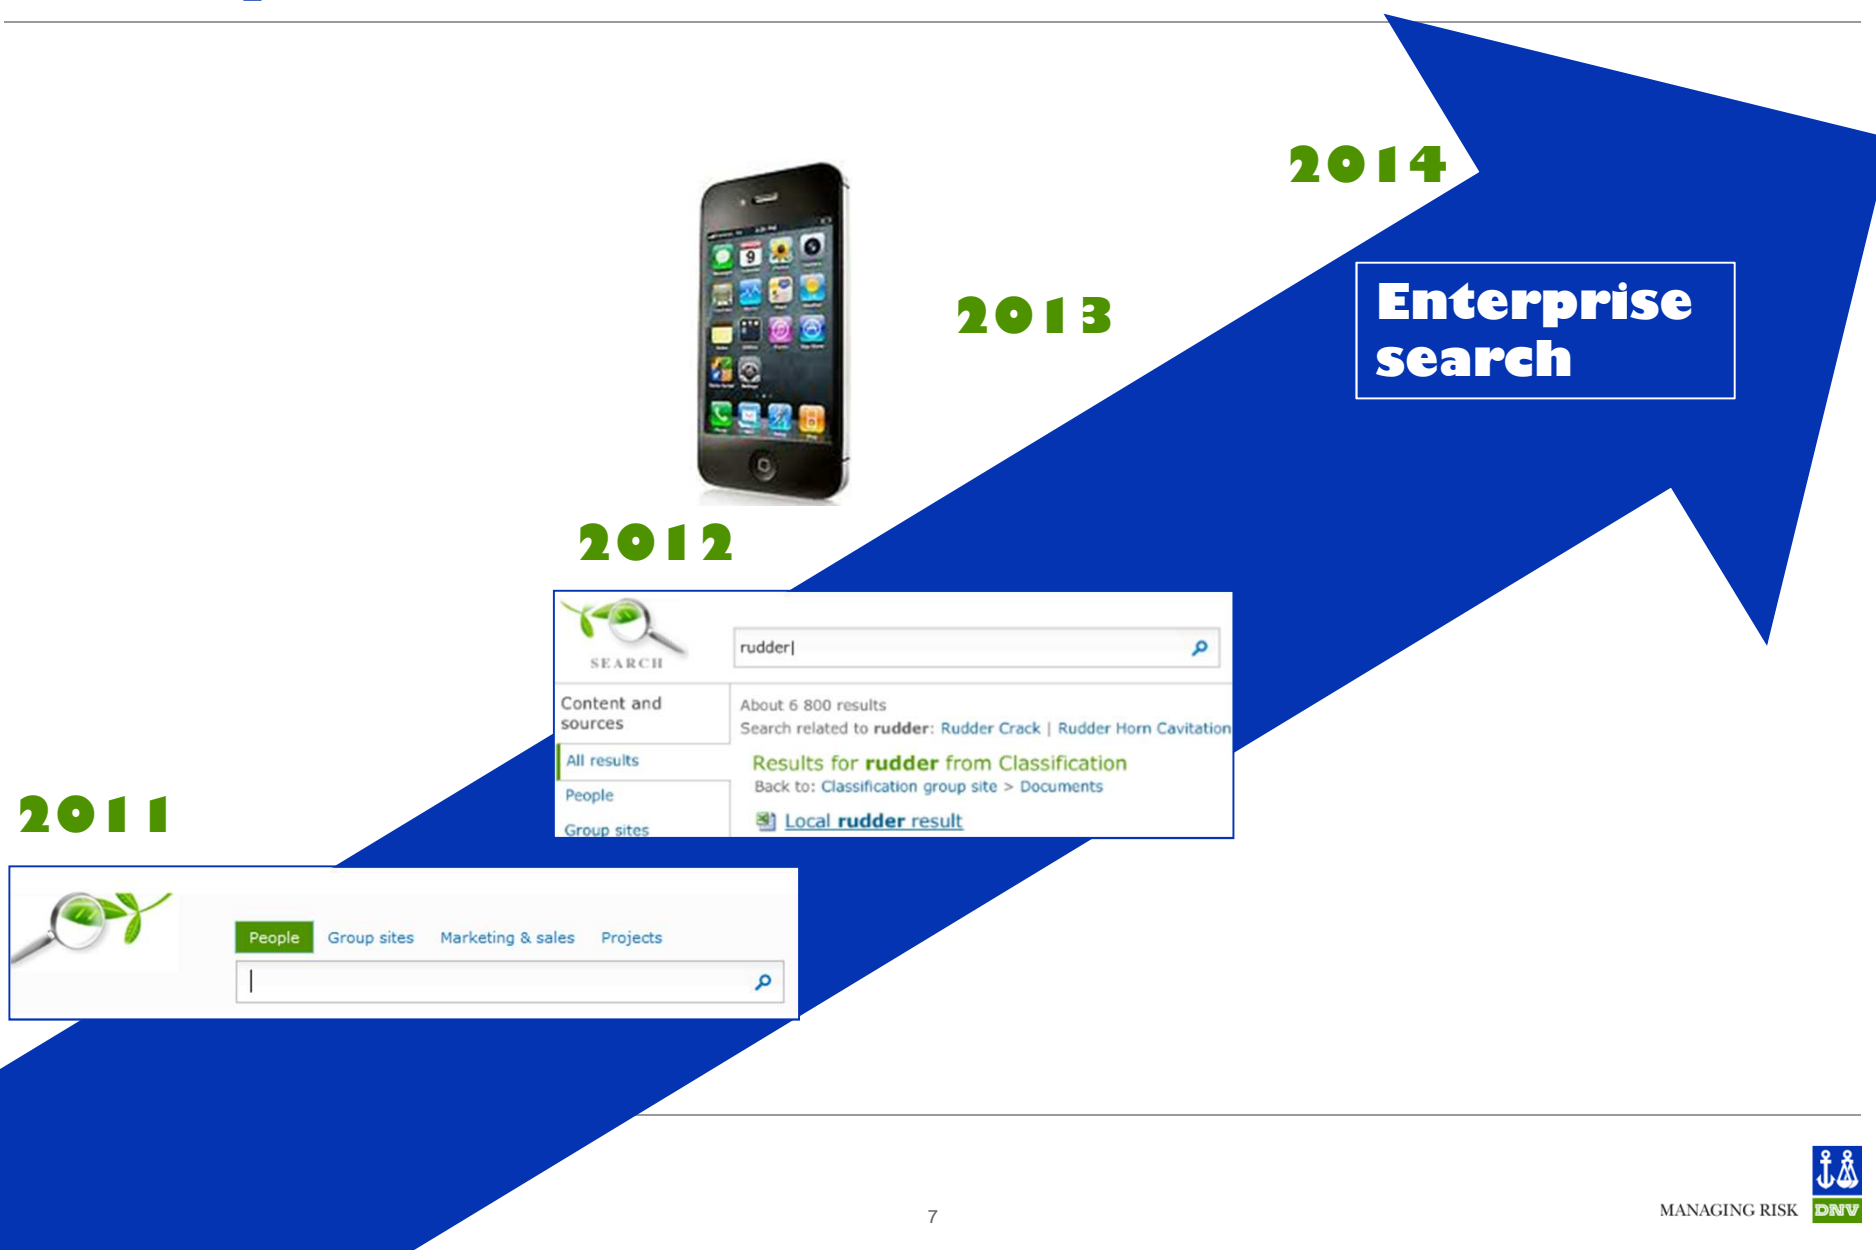 2014
Enterprise
search
2013
2012
SEARCH
rudder
About 6 800 results
Search related to rudder: Rudder Crack | Rudder Horn Cavitation
Content and
sources
All results
People
Group sites
Results for rudder from Classification
Back to: Classification group site > Documents
Local rudder result
2011
People Group sites Marketing & sales Projects
7
MANAGING RISK
DNV